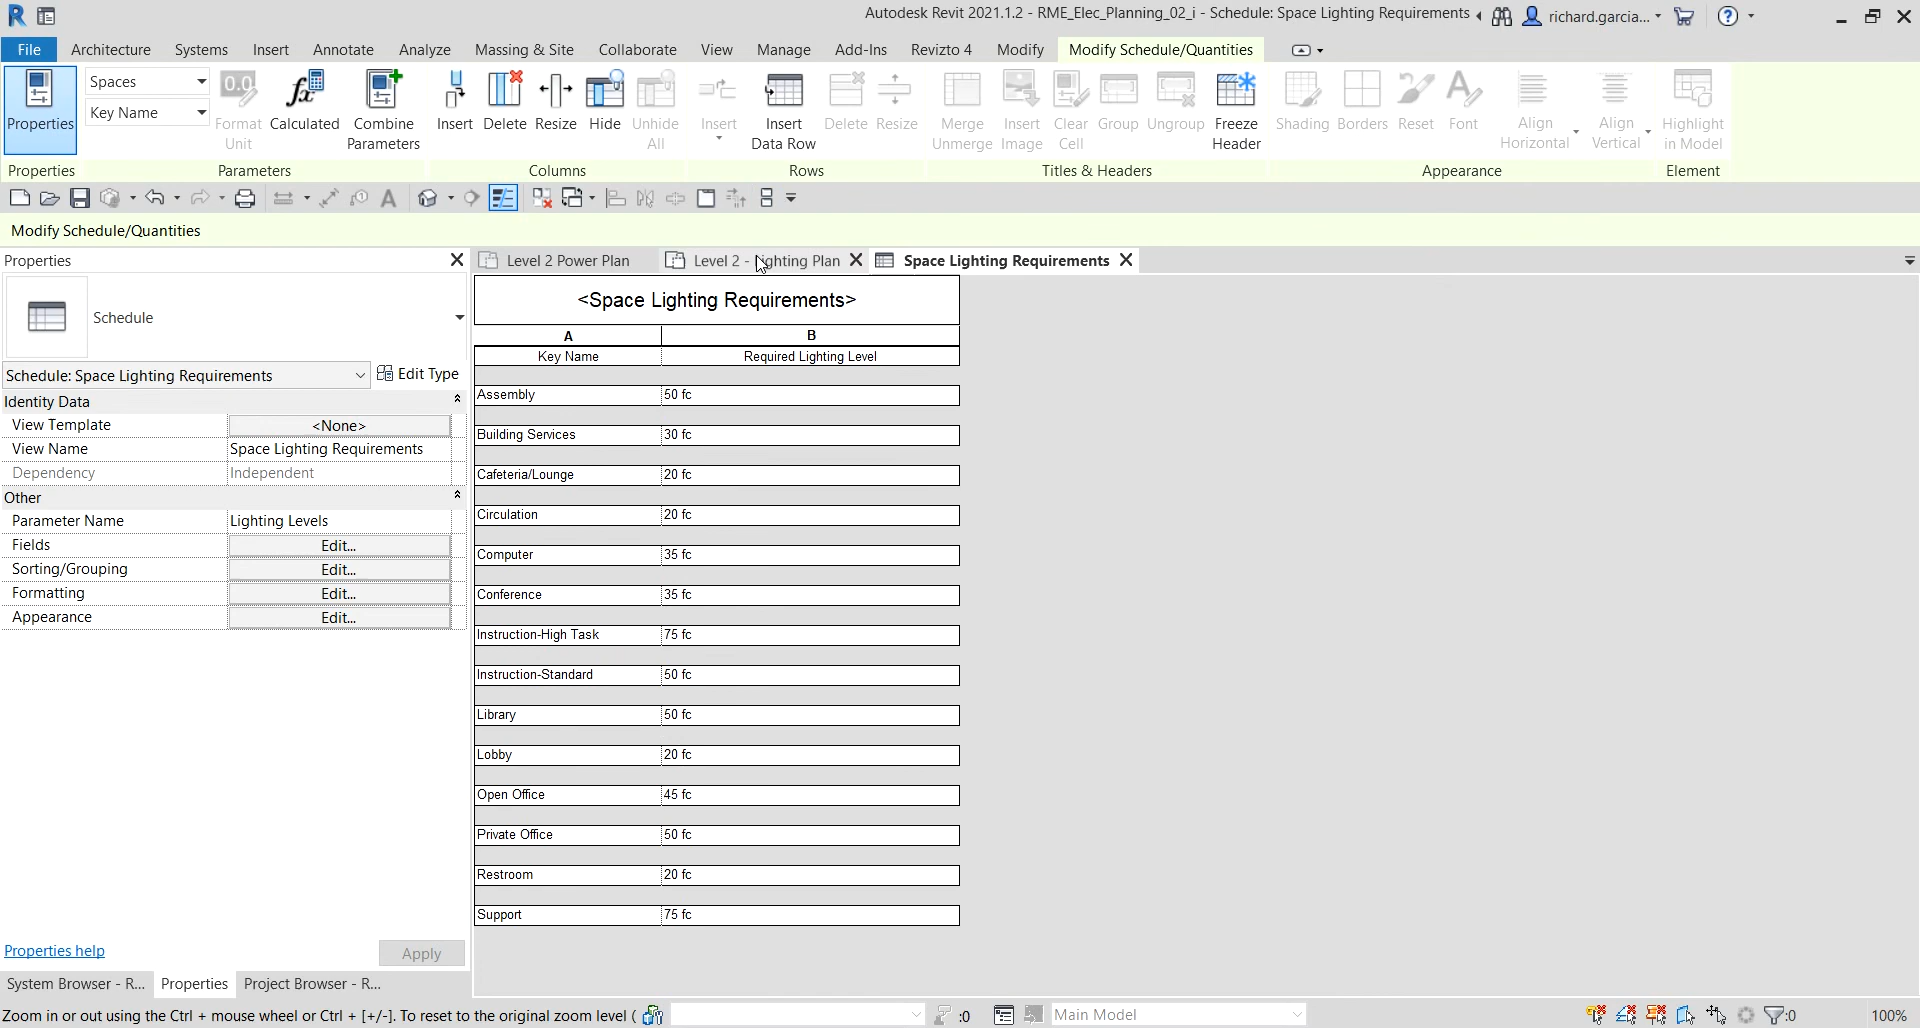 Autodesk Revit 2021.1.2 - RME_Elec_Planning_02_i - Schedule: Space Lighting Requirements
richard.garcia...
File Architecture Systems Insert Annotate Analyze Massing & Site Collaborate View Manage Add-Ins Revizto 4 Modify Modify Schedule/Quantities
Spaces
Key Name
Properties
Format Unit
Calculated
Combine Parameters
Insert
Delete
Resize
Hide
Unhide All
Insert
Insert Data Row
Delete
Resize
Merge Unmerge
Insert Image
Clear Cell
Group
Ungroup
Freeze Header
Shading
Borders
Reset
Font
Align Horizontal
Align Vertical
Highlight in Model
Properties Parameters Columns Rows Titles & Headers Appearance Element
Modify Schedule/Quantities
Properties
Level 2 Power Plan
Level 2 - Lighting Plan
Space Lighting Requirements
Schedule
Schedule: Space Lighting Requirements
Edit Type
Identity Data
View Template <None>
View Name Space Lighting Requirements
Dependency Independent
Other
Parameter Name Lighting Levels
Fields Edit...
Sorting/Grouping Edit...
Formatting Edit...
Appearance Edit...
<Space Lighting Requirements>
A B
Key Name Required Lighting Level
Assembly 50 fc
Building Services 30 fc
Cafeteria/Lounge 20 fc
Circulation 20 fc
Computer 35 fc
Conference 35 fc
Instruction-High Task 75 fc
Instruction-Standard 50 fc
Library 50 fc
Lobby 20 fc
Open Office 45 fc
Private Office 50 fc
Restroom 20 fc
Support 75 fc
Properties help
Apply
System Browser - R... Properties Project Browser - R...
Zoom in or out using the Ctrl + mouse wheel or Ctrl + [+/-]. To reset to the original zoom level (
:0
Main Model
:0
100%